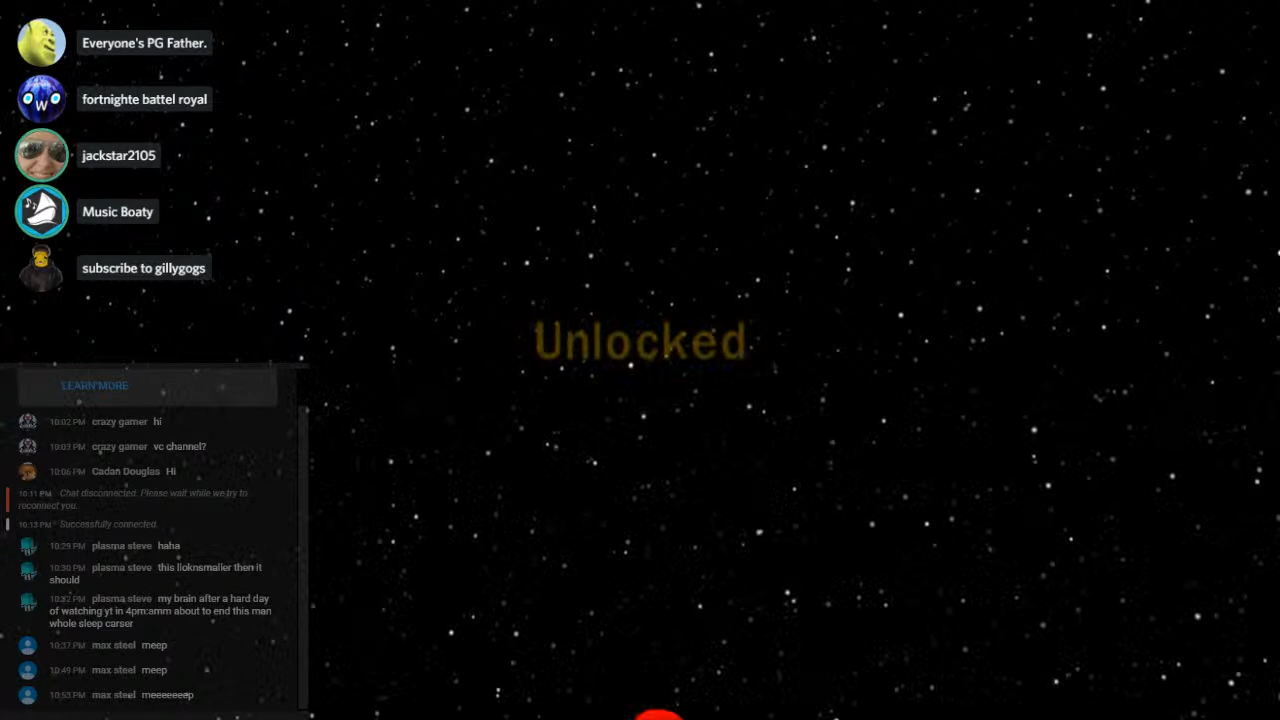 Everyone's PG Father.
W
fortnighte battel royal
jackstar2105
Music Boaty
subscribe to gillygogs
Unlocked
LEARN MORE
10:02 PM crazy gamer hi
10:03 PM crazy gamer vc channel?
10:06 PM Cadan Douglas Hi
10:11 PM Chat disconnected. Please wait while we try to
reconnect you.
10:13 PM Successfully connected.
10:29 PM plasma steve haha
10:30 PM plasma steve this lloknsmaller then it
should
10:32 PM plasma steve my brain after a hard day
of watching yt in 4pm:amm about to end this man
whole sleep carser
10:37 PM max steel meep
10:49 PM max steel meep
10:53 PM max steel meeeeeeep